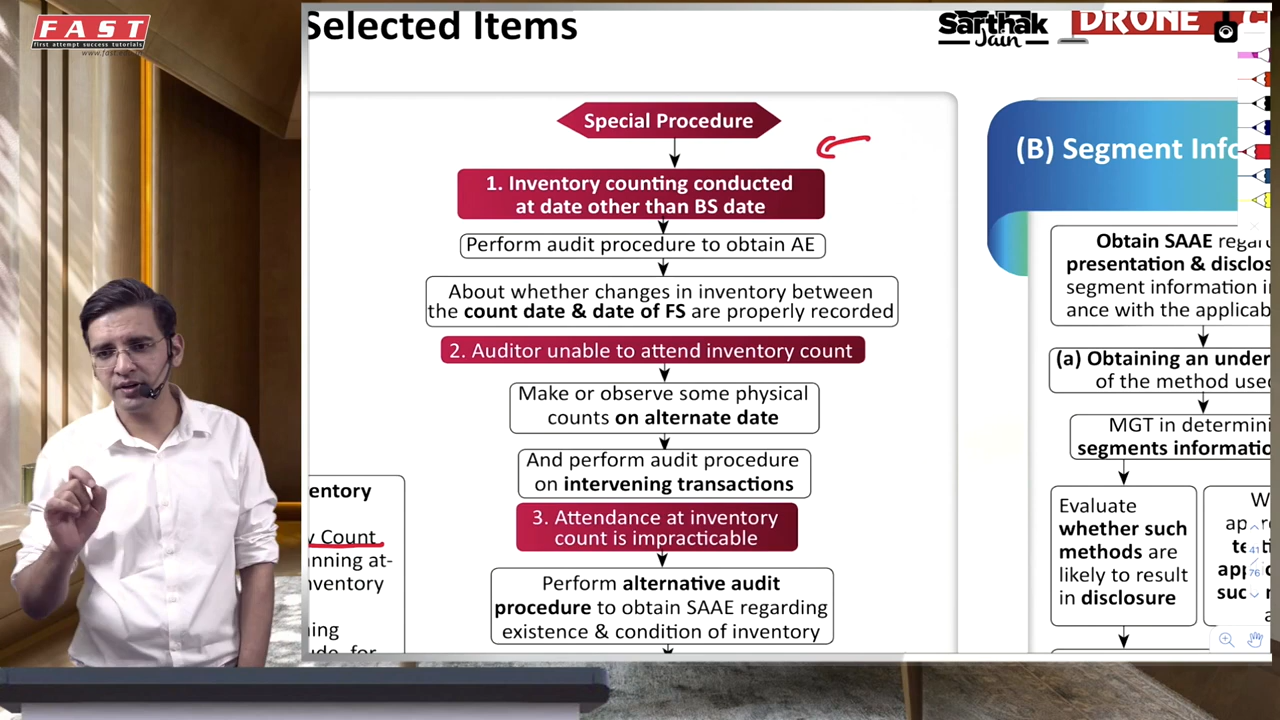 FAST
first attempt success tutorials
Selected Items
Sarthak
Jain
DRONE
Special Procedure
1. Inventory counting conducted
at date other than BS date
Perform audit procedure to obtain AE
About whether changes in inventory between
the count date & date of FS are properly recorded
2. Auditor unable to attend inventory count
Make or observe some physical
counts on alternate date
And perform audit procedure
on intervening transactions
3. Attendance at inventory
count is impracticable
Perform alternative audit
procedure to obtain SAAE regarding
existence & condition of inventory
entory
y Count
nning at-
nventory
ning
(B) Segment Info
Obtain SAAE regar
presentation & disclos
segment information i
ance with the applicab
(a) Obtaining an under
of the method used
MGT in determini
segments informatio
Evaluate
whether such
methods are
likely to result
in disclosure
W
41
76